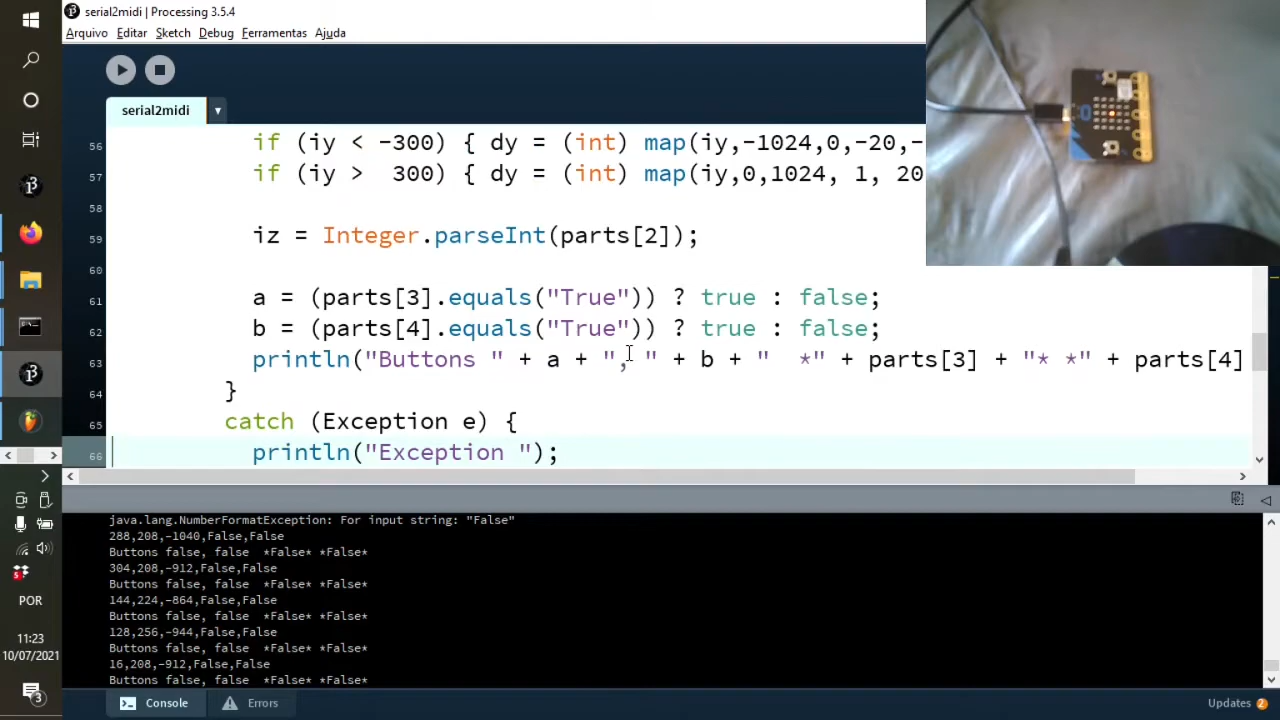 serial2midi | Processing 3.5.4
Arquivo Editar Sketch Debug Ferramentas Ajuda
serial2midi
56 if (iy < -300) { dy = (int) map(iy,-1024,0,-20,-
57 if (iy >  300) { dy = (int) map(iy,0,1024, 1, 20
58
59 iz = Integer.parseInt(parts[2]);
60
61 a = (parts[3].equals("True")) ? true : false;
62 b = (parts[4].equals("True")) ? true : false;
63 println("Buttons " + a + ", " + b + "  *" + parts[3] + "* *" + parts[4]
64 }
65 catch (Exception e) {
66 println("Exception ");
java.lang.NumberFormatException: For input string: "False"
288,208,-1040,False,False
Buttons false, false  *False* *False*
304,208,-912,False,False
Buttons false, false  *False* *False*
144,224,-864,False,False
Buttons false, false  *False* *False*
128,256,-944,False,False
Buttons false, false  *False* *False*
16,208,-912,False,False
Buttons false, false  *False* *False*
Console Errors Updates 2
POR
11:23
10/07/2021
3